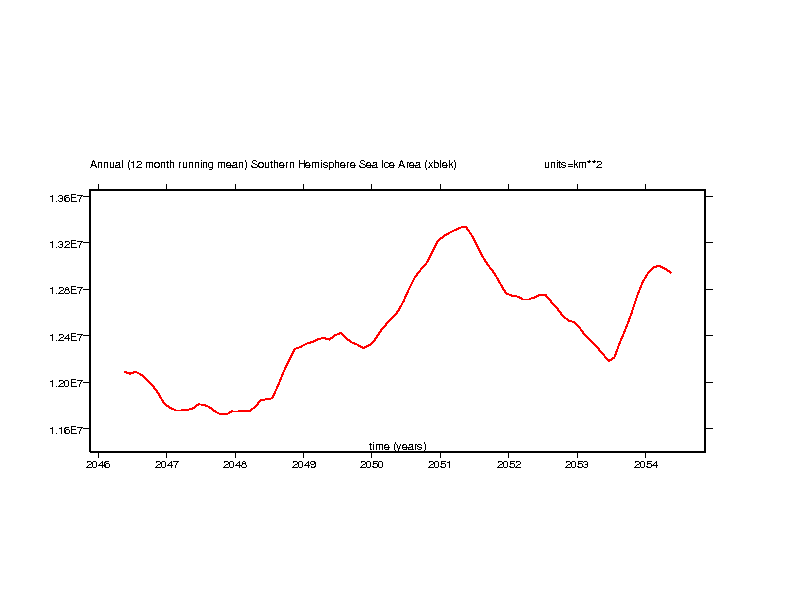 Annual (12 month running mean) Southern Hemisphere Sea Ice Area (xblek) units=km**2
1.36E7
1.32E7
1.28E7
1.24E7
1.20E7
1.16E7
time (years)
2046 2047 2048 2049 2050 2051 2052 2053 2054